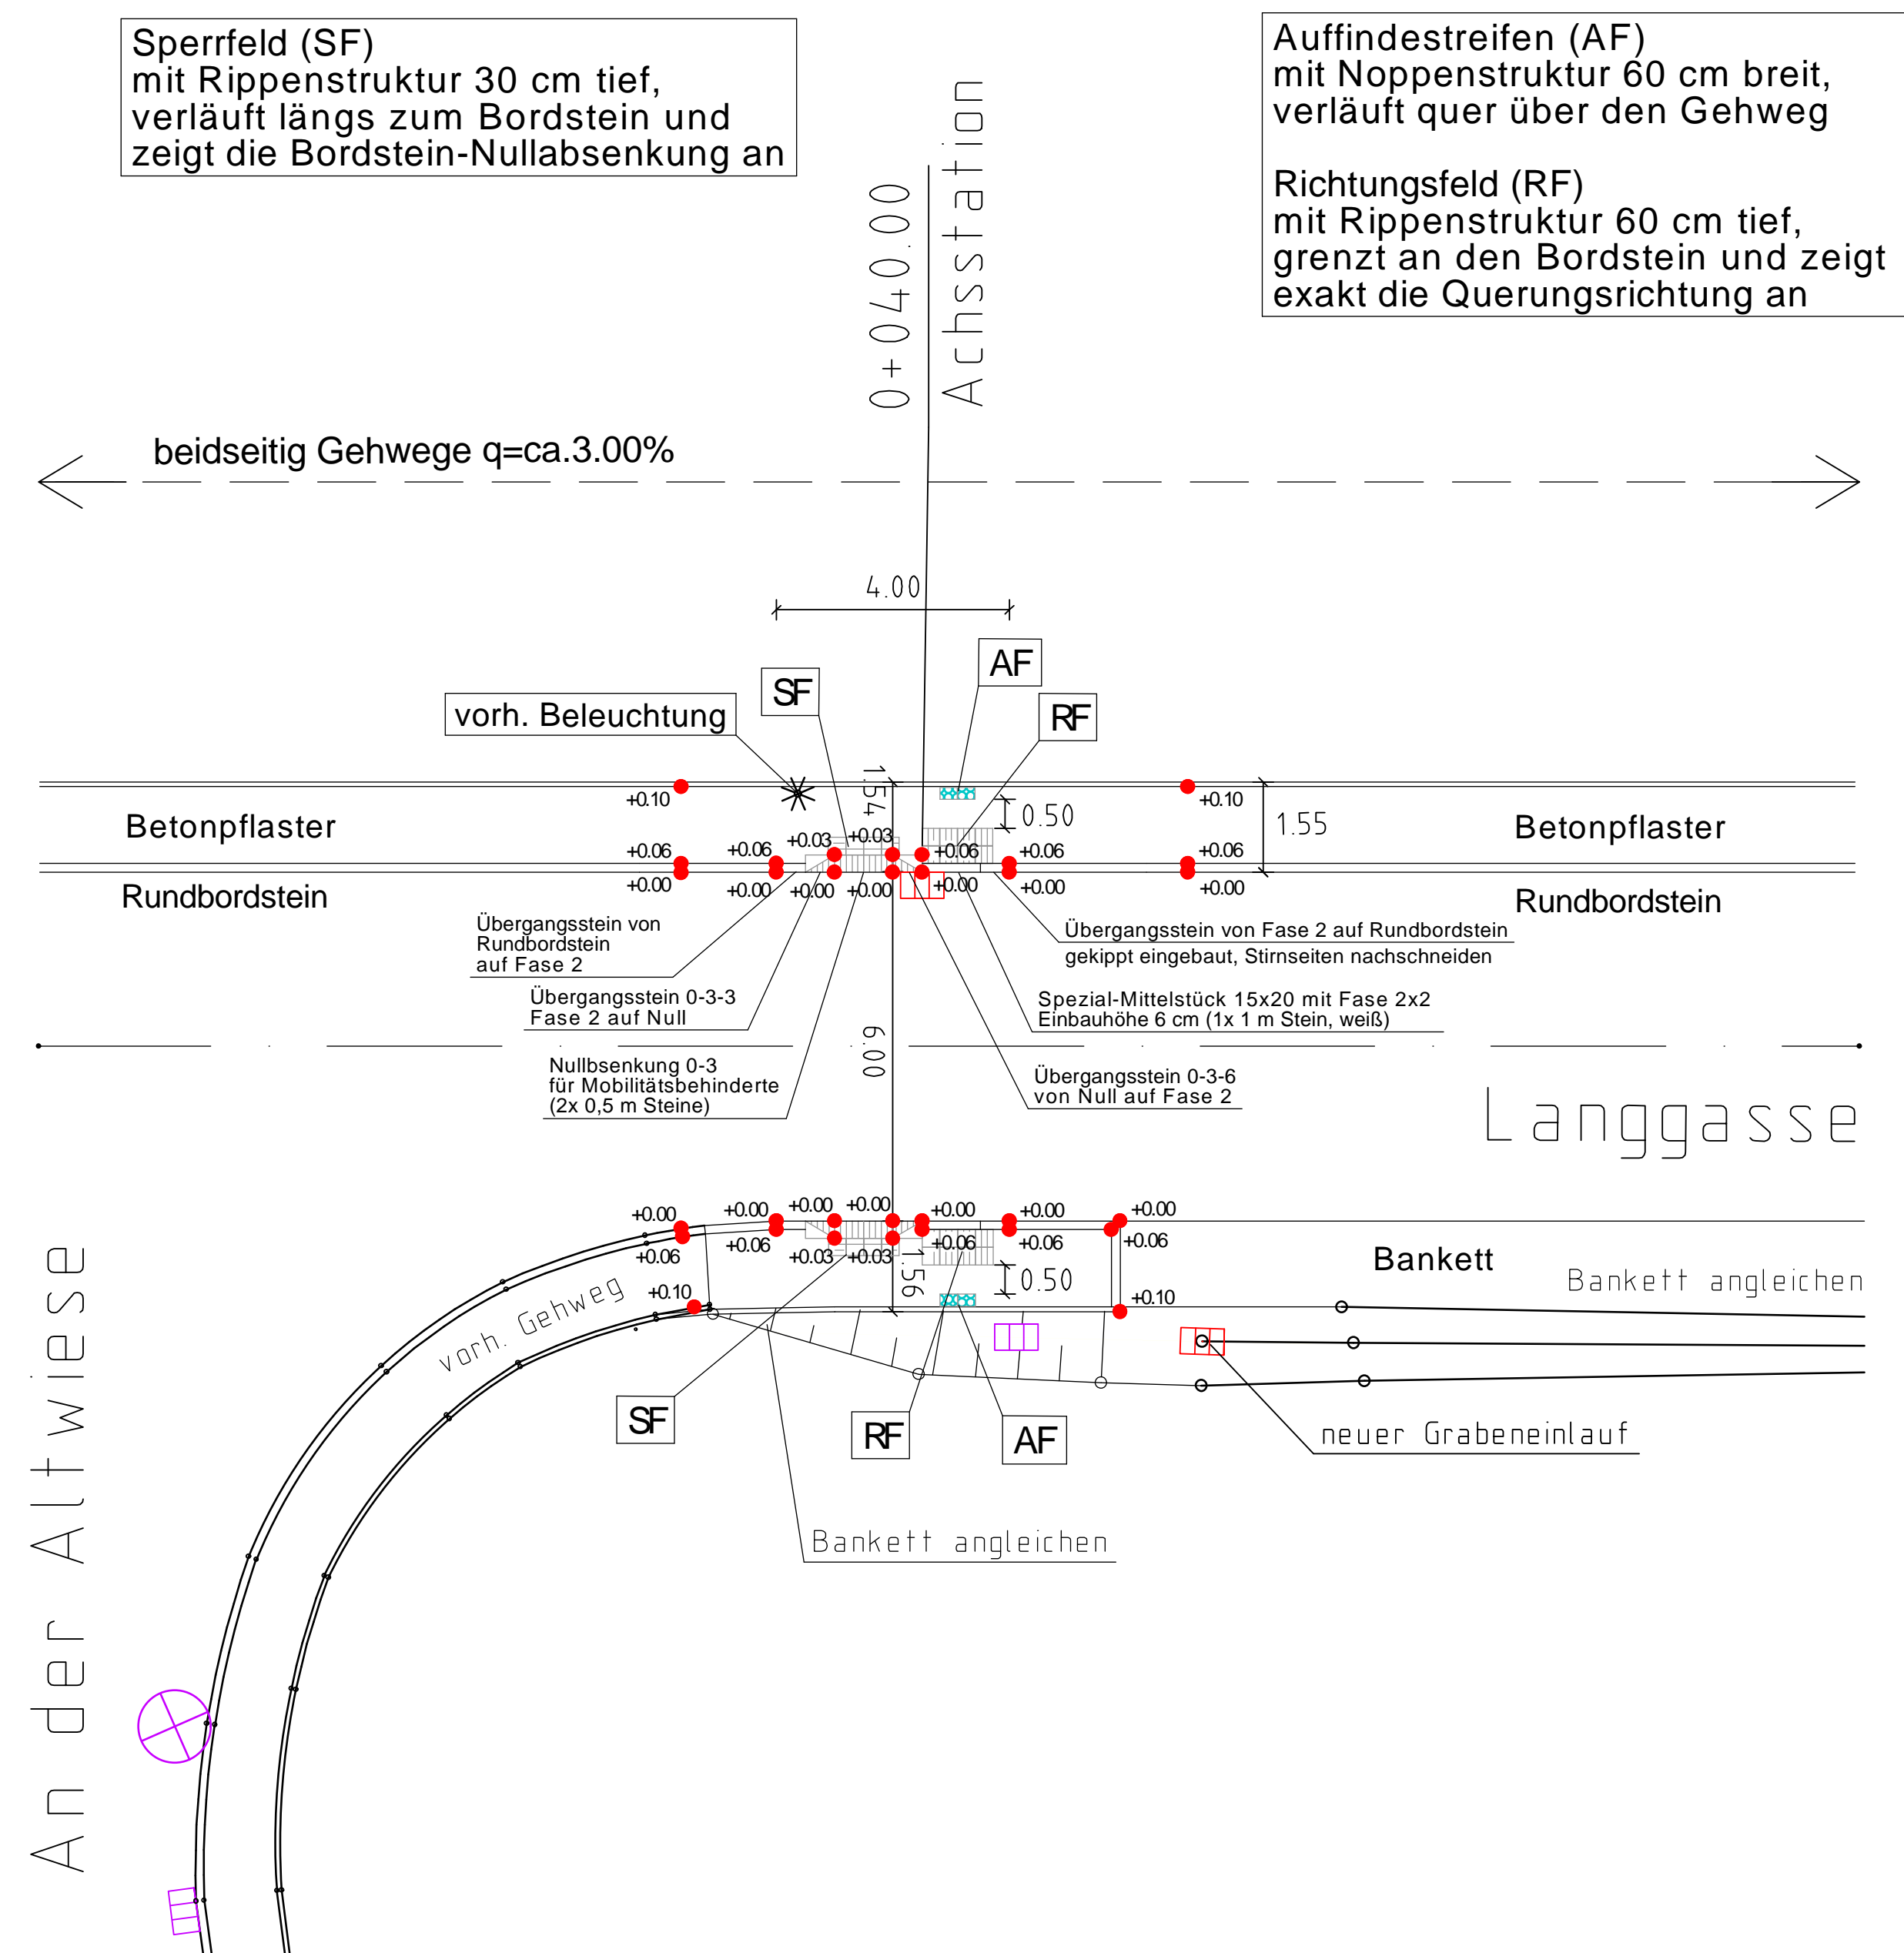 Sperrfeld (SF)
mit Rippenstruktur 30 cm tief,
verläuft längs zum Bordstein und
zeigt die Bordstein-Nullabsenkung an
Auffindestreifen (AF)
mit Noppenstruktur 60 cm breit,
verläuft quer über den Gehweg
Richtungsfeld (RF)
mit Rippenstruktur 60 cm tief,
grenzt an den Bordstein und zeigt
exakt die Querungsrichtung an
0+040.00
Achstation
beidseitig Gehwege q=ca.3.00%
4.00
AF
SF
RF
vorh. Beleuchtung
+0.10
1.54
+0.10
0.50
1.55
Betonpflaster
Betonpflaster
+0.06
+0.06
+0.03
+0.03
+0.06
+0.06
+0.06
+0.00
+0.00
+0.00
+0.00
+0.00
+0.00
+0.00
Rundbordstein
Rundbordstein
Übergangsstein von
Rundbordstein
auf Fase 2
Übergangsstein von Fase 2 auf Rundbordstein
gekippt eingebaut, Stirnseiten nachschneiden
Übergangsstein 0-3-3
Fase 2 auf Null
Spezial-Mittelstück 15x20 mit Fase 2x2
Einbauhöhe 6 cm (1x 1 m Stein, weiß)
6.00
Nullbsenkung 0-3
für Mobilitätsbehinderte
(2x 0,5 m Steine)
Übergangsstein 0-3-6
von Null auf Fase 2
Langgasse
+0.00
+0.00
+0.00
+0.00
+0.00
+0.00
+0.00
+0.06
+0.06
+0.03
+0.03
+0.06
+0.06
+0.06
Bankett
Bankett angleichen
1.56
0.50
+0.10
+0.10
vorh. Gehweg
SF
RF
AF
neuer Grabeneinlauf
Bankett angleichen
An der Altwiese